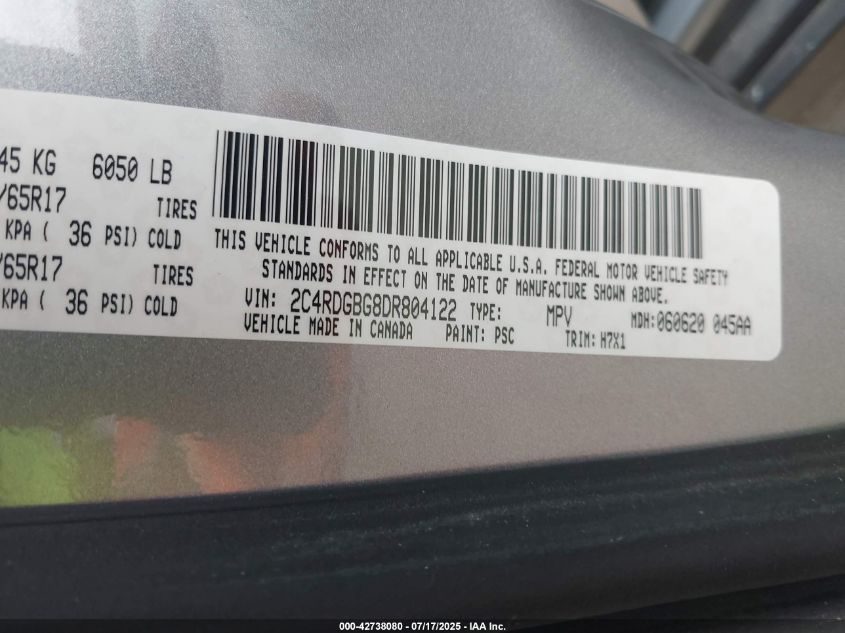 45 KG 6050 LB
/65R17 TIRES
KPA ( 36 PSI) COLD
/65R17 TIRES
KPA ( 36 PSI) COLD
THIS VEHICLE CONFORMS TO ALL APPLICABLE U.S.A. FEDERAL MOTOR VEHICLE SAFETY
STANDARDS IN EFFECT ON THE DATE OF MANUFACTURE SHOWN ABOVE.
VIN: 2C4RDGBG8DR804122 TYPE: MPV MDH:060620 045AA
VEHICLE MADE IN CANADA PAINT: PSC TRIM: H7X1
000-42738080 - 07/17/2025 - IAA Inc.